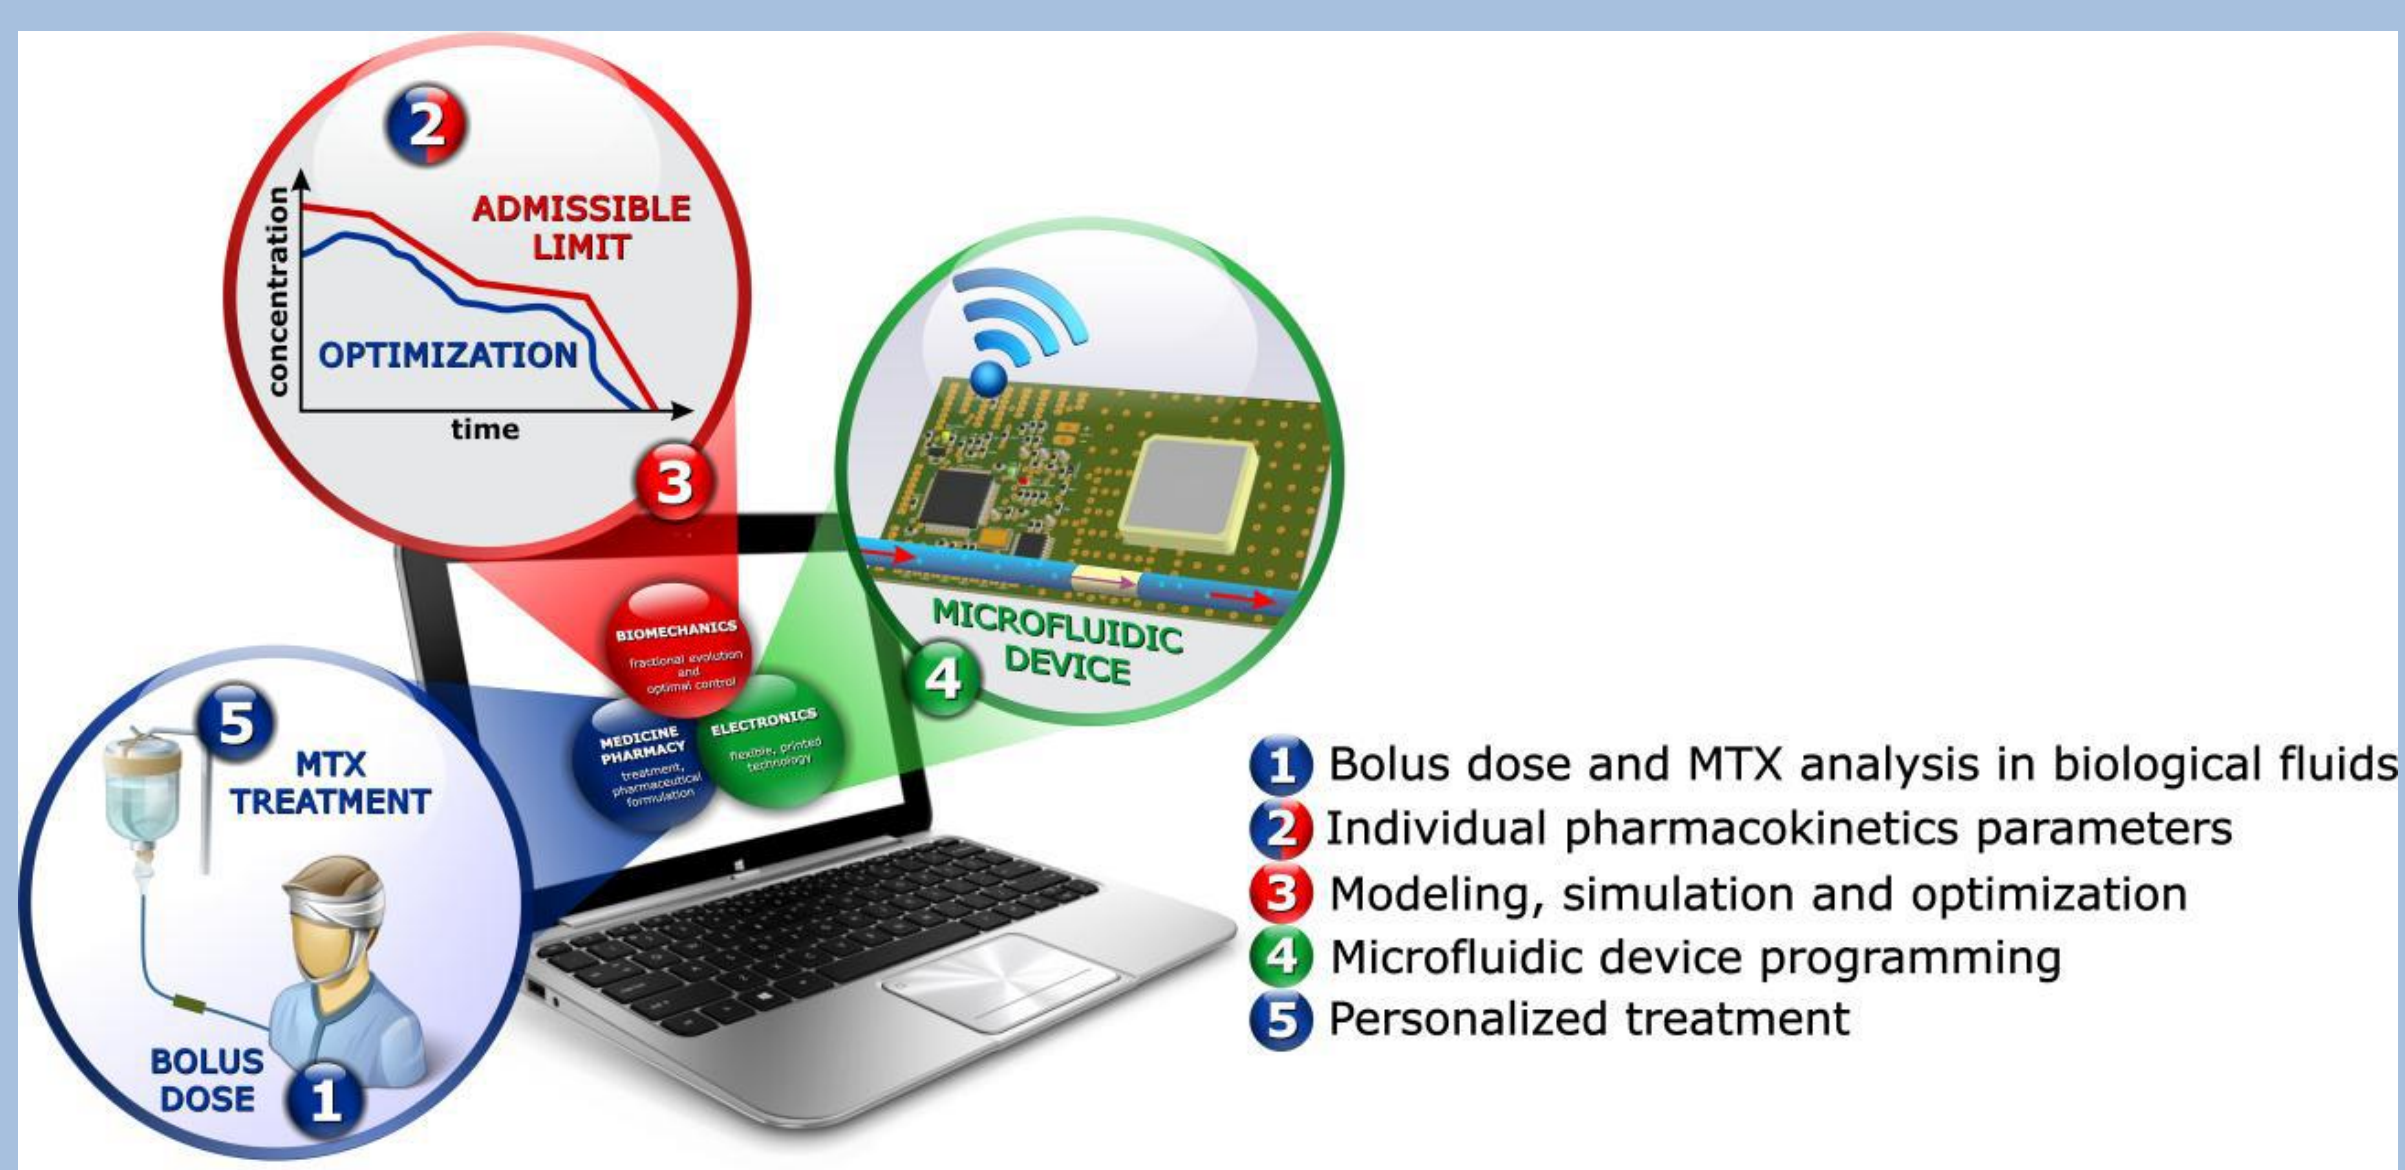 2
ADMISSIBLE
LIMIT
concentration
OPTIMIZATION
time
3
MICROFLUIDIC
DEVICE
4
BIOMECHANICS
fractional evolution
and
optimal control
MEDICINE
PHARMACY
treatment,
pharmaceutical
formulation
ELECTRONICS
flexible, printed
technology
5
MTX
TREATMENT
BOLUS
DOSE
1
1 Bolus dose and MTX analysis in biological fluids
2 Individual pharmacokinetics parameters
3 Modeling, simulation and optimization
4 Microfluidic device programming
5 Personalized treatment